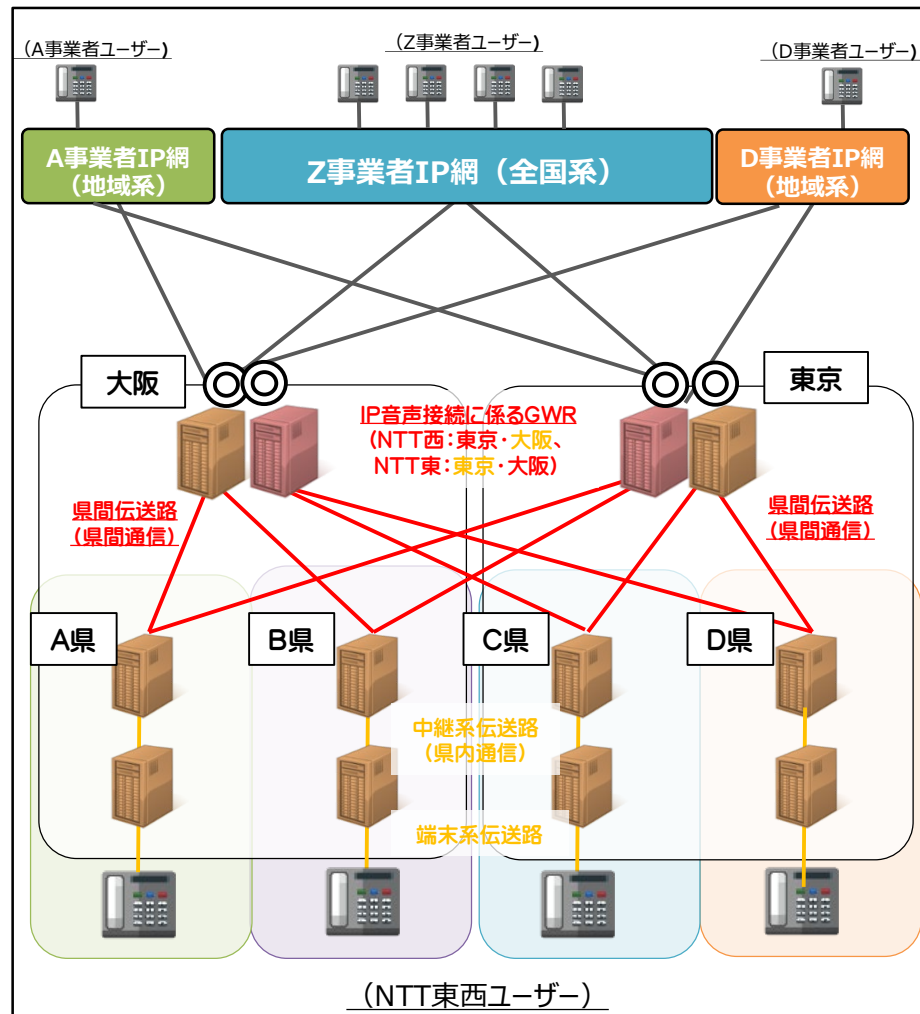 （A事業者ユーザー）
（Z事業者ユーザー）
（D事業者ユーザー）
A事業者IP網
（地域系）
Z事業者IP網（全国系）
D事業者IP網
（地域系）
大阪
東京
IP音声接続に係るGWR
（NTT西：東京・大阪、
NTT東：東京・大阪）
県間伝送路
（県間通信）
県間伝送路
（県間通信）
A県
B県
C県
D県
中継系伝送路
（県内通信）
端末系伝送路
（NTT東西ユーザー）